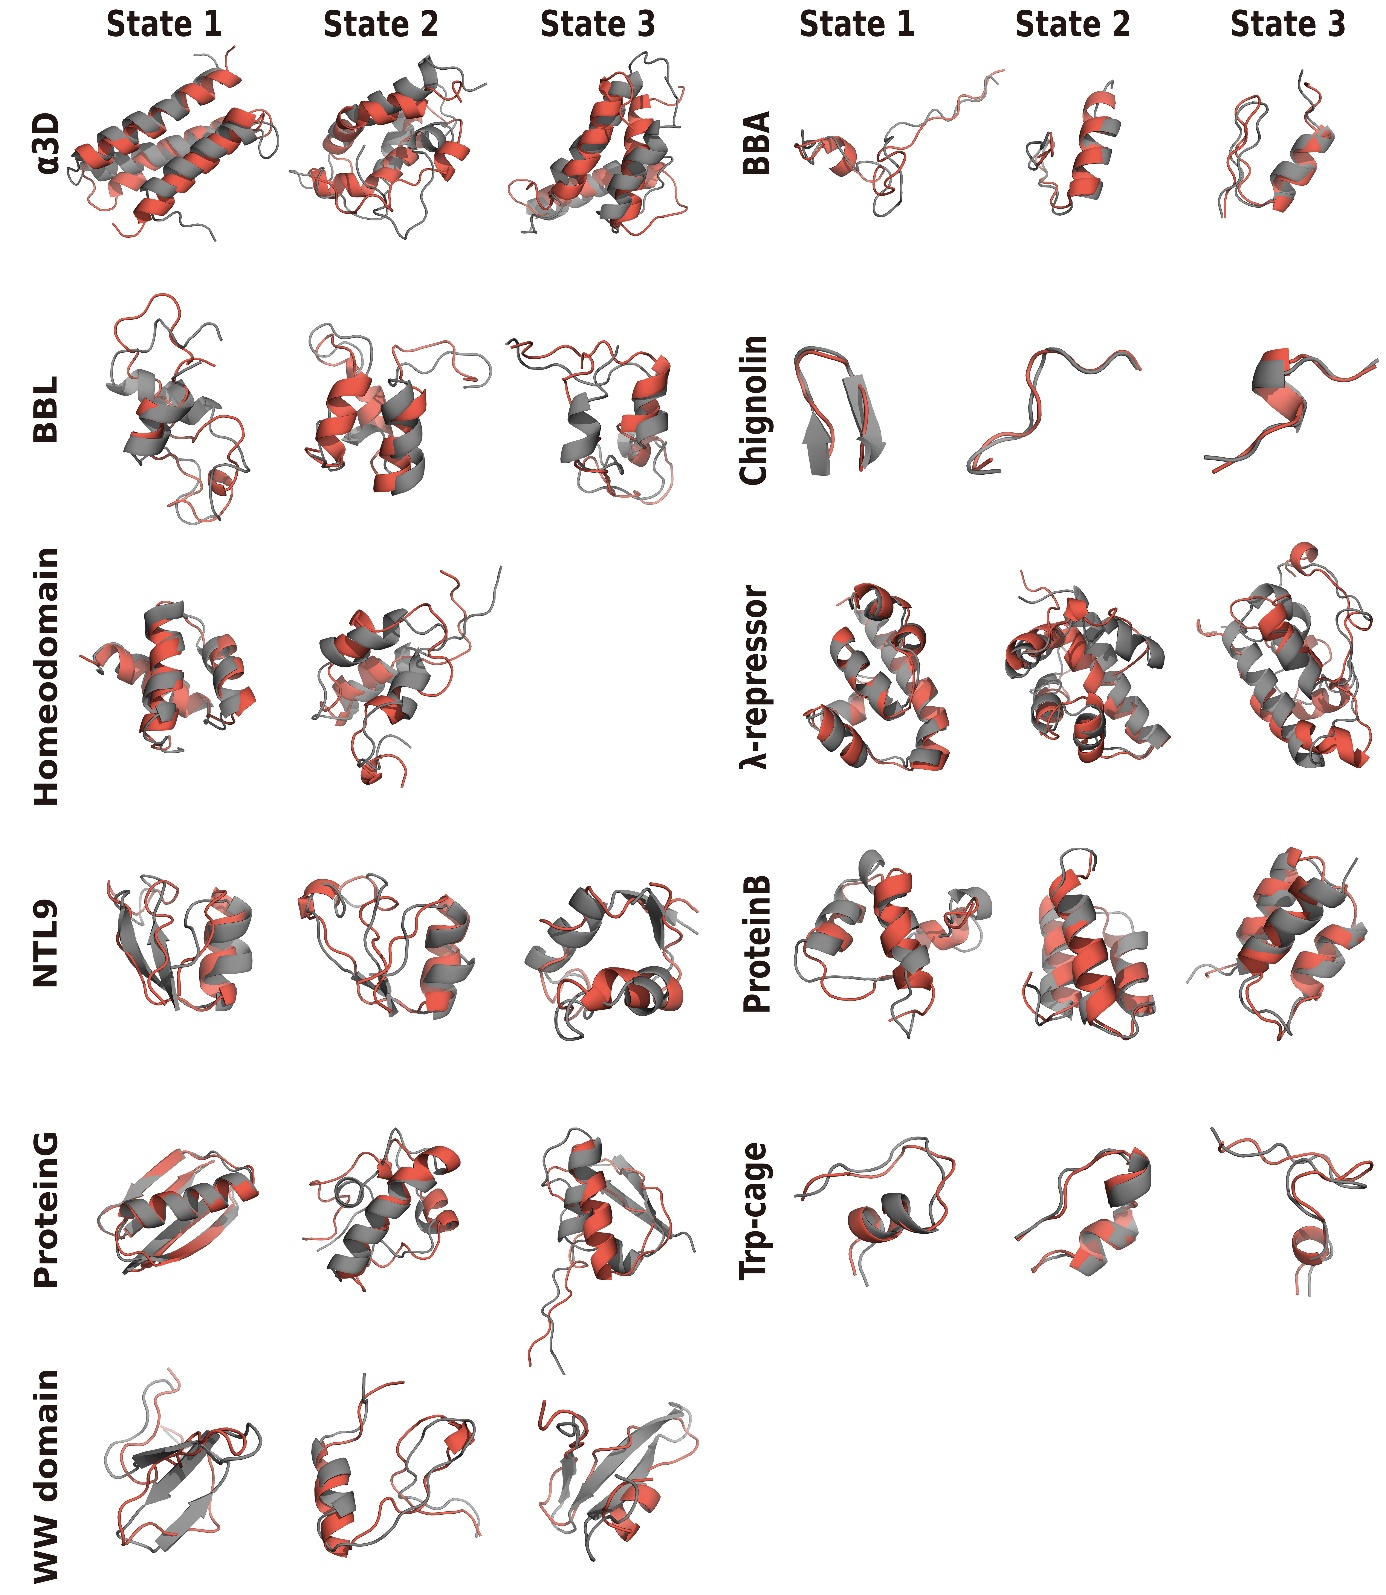 State 1 State 2 State 3 State 1 State 2 State 3
α3D BBA
BBL Chignolin
Homeodomain λ-repressor
NTL9 ProteinB
ProteinG Trp-cage
WW domain